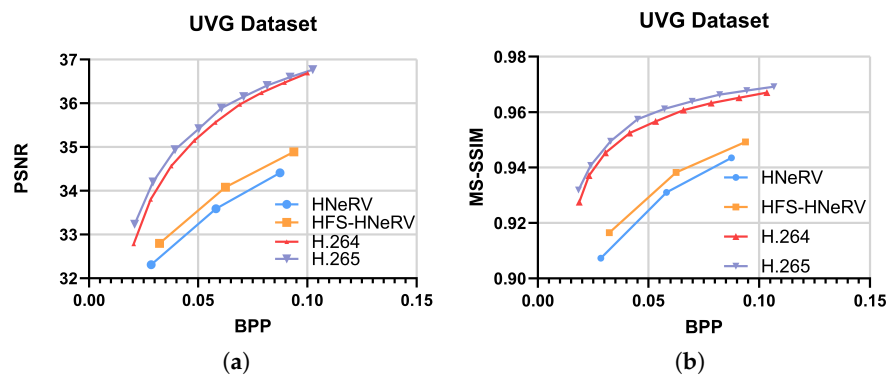 UVG Dataset
37
36
35
34
33
32
PSNR
HNeRV
HFS-HNeRV
H.264
H.265
0.00
0.05
0.10
0.15
BPP
(a)
UVG Dataset
0.98
0.96
0.94
0.92
0.90
MS-SSIM
HNeRV
HFS-HNeRV
H.264
H.265
0.00
0.05
0.10
0.15
BPP
(b)